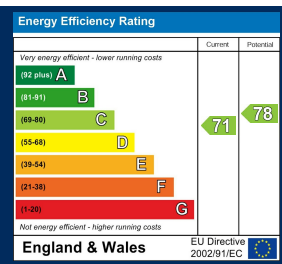 Energy Efficiency Rating
Current Potential
Very energy efficient - lower running costs
(92 plus) A
(81-91) B
(69-80) C
(55-68) D
(39-54) E
(21-38) F
(1-20) G
71
78
Not energy efficient - higher running costs
England & Wales
EU Directive
2002/91/EC